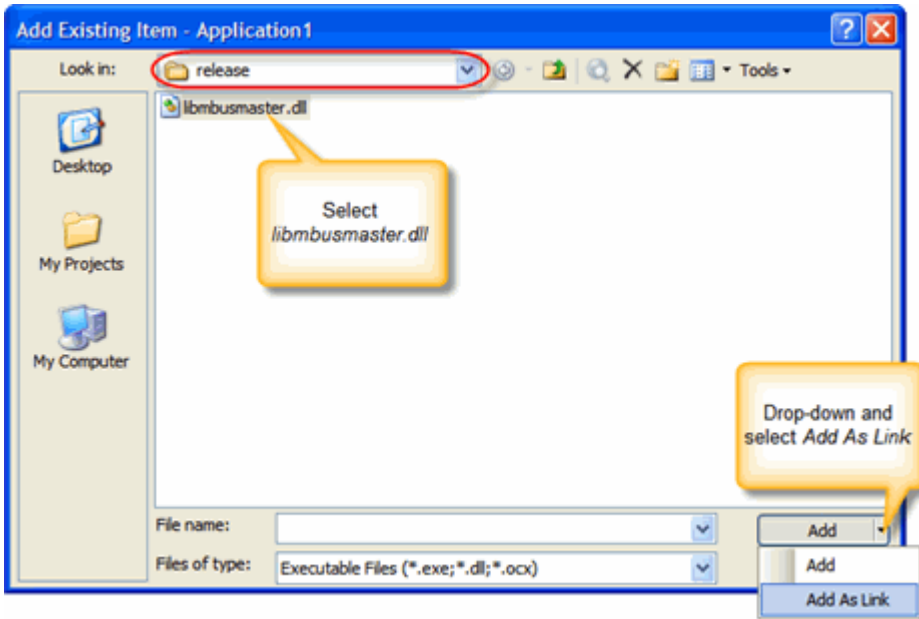 Add Existing Item - Application1
Look in:
release
Tools
libmbusmaster.dll
Desktop
My Projects
My Computer
Select
libmbusmaster.dll
Drop-down and
select Add As Link
File name:
Add
Files of type:
Executable Files (*.exe;*.dll;*.ocx)
Add
Add As Link